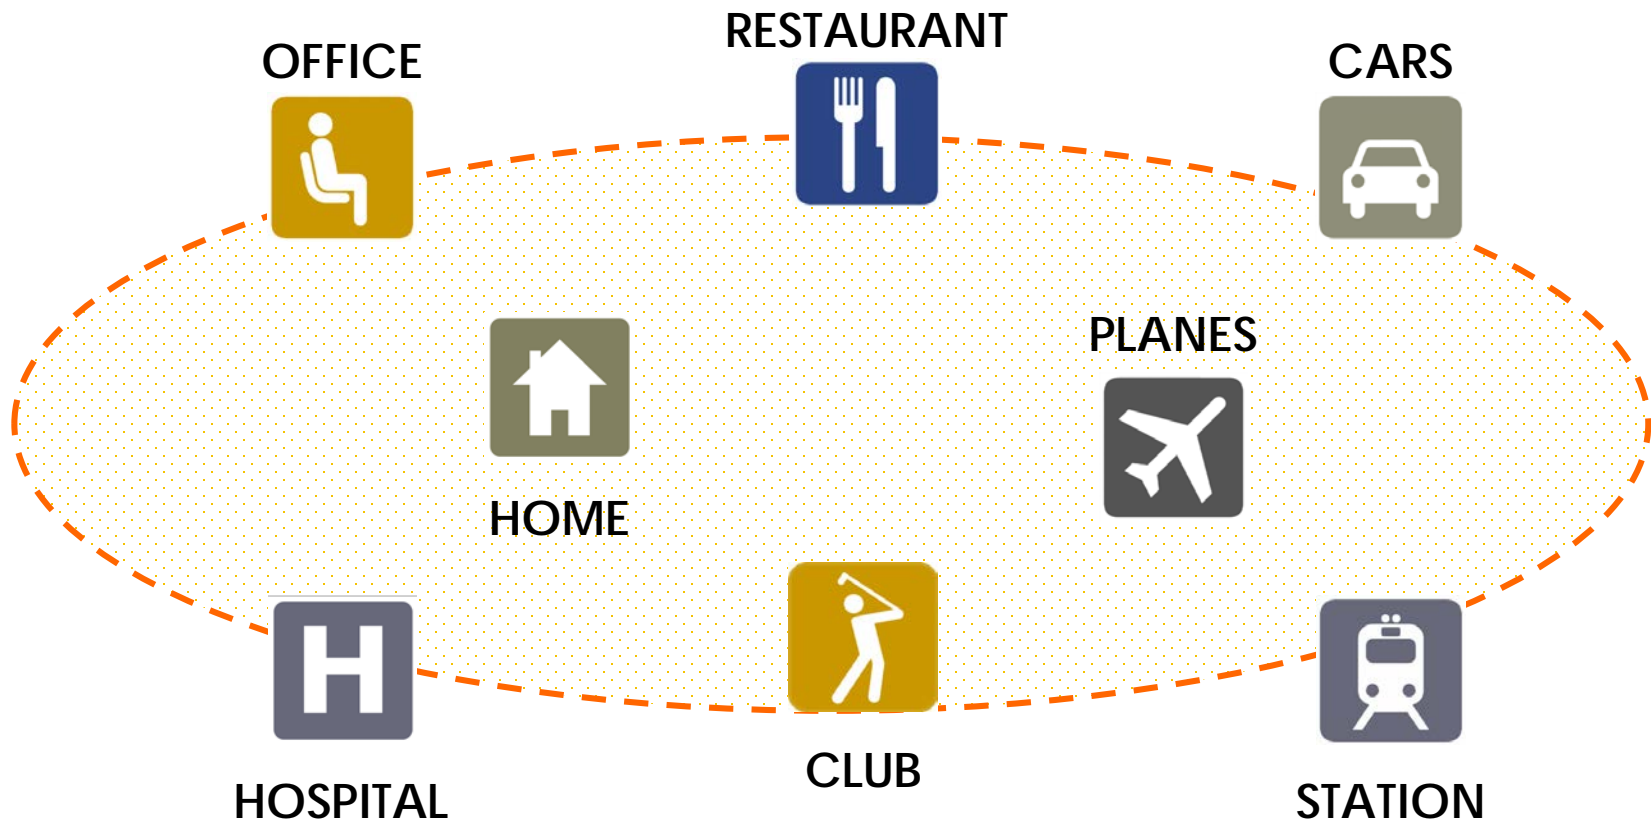 RESTAURANT
OFFICE
CARS
PLANES
HOME
H
CLUB
HOSPITAL
STATION